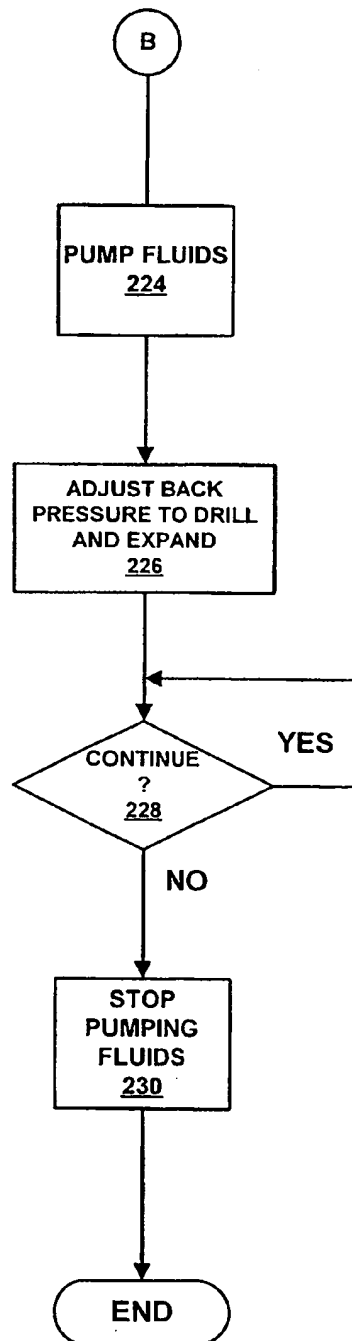 B
PUMP FLUIDS
224
ADJUST BACK
PRESSURE TO DRILL
AND EXPAND
226
CONTINUE
?
228
YES
NO
STOP
PUMPING
FLUIDS
230
END